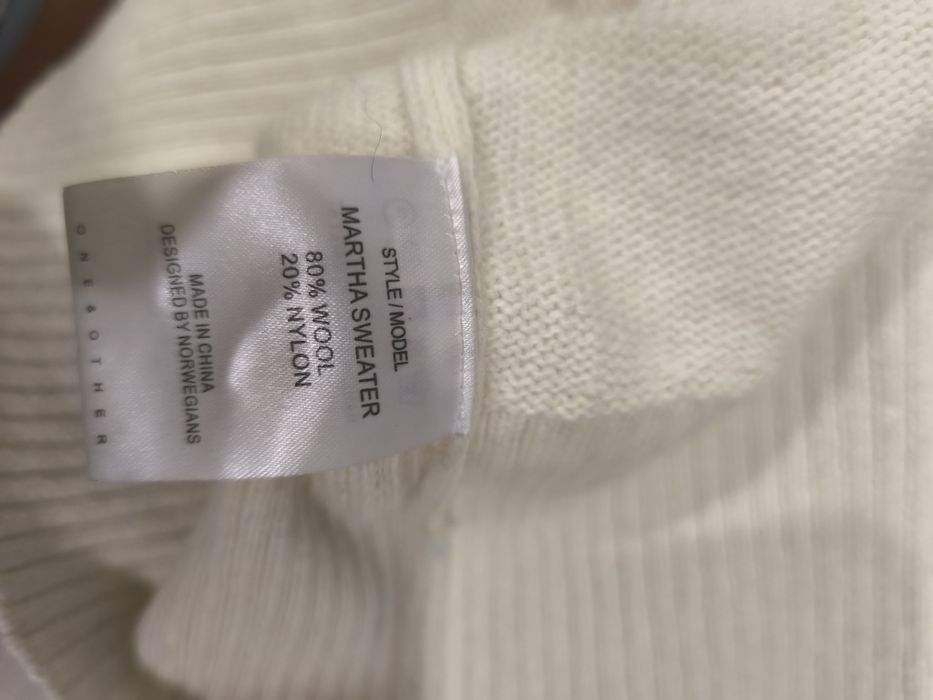 STYLE / MODEL
MARTHA SWEATER
80% WOOL
20% NYLON
MADE IN CHINA
DESIGNED BY NORWEGIANS
ONE & OTHER